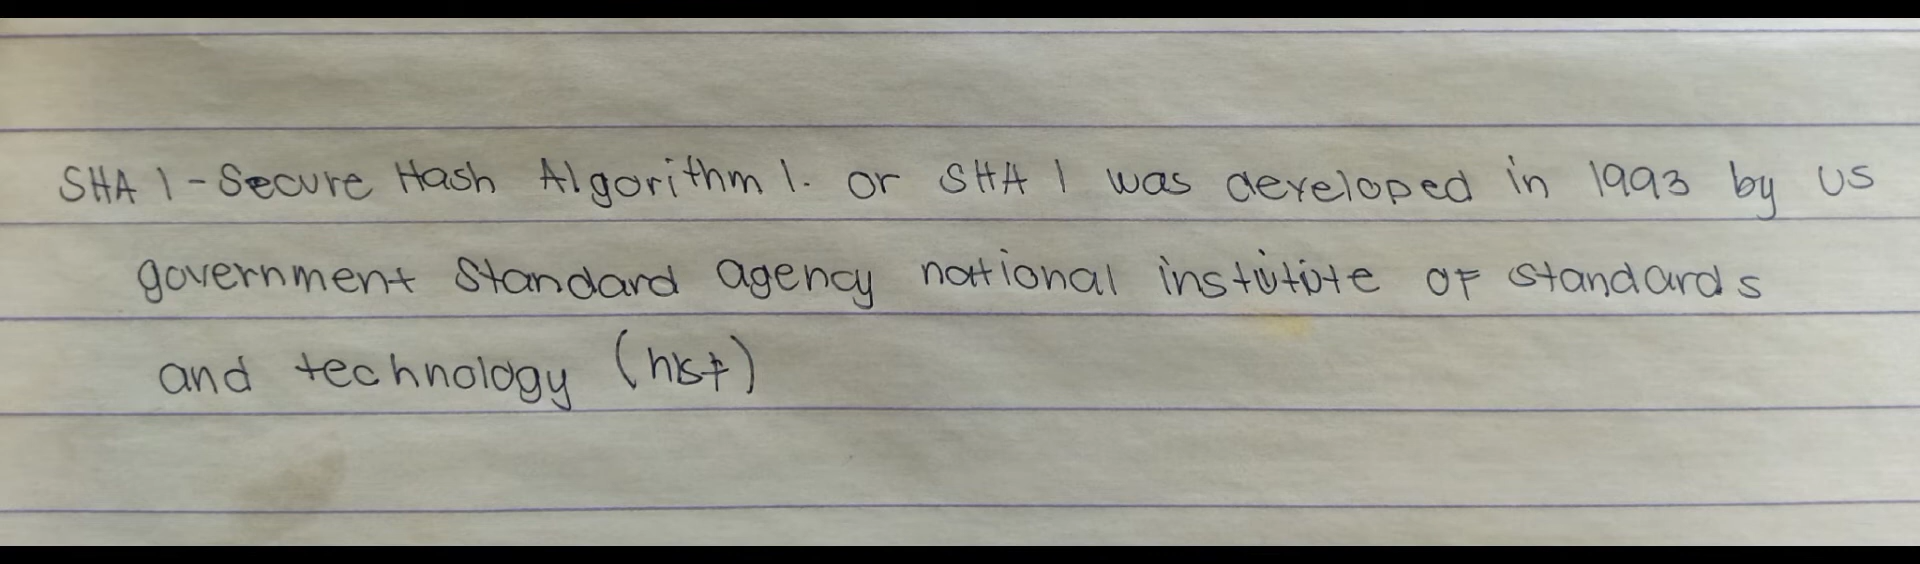 SHA 1 - Secure Hash Algorithm 1. or SHA 1 was developed in 1993 by US
government standard agency national institute of standards
and technology (nist)